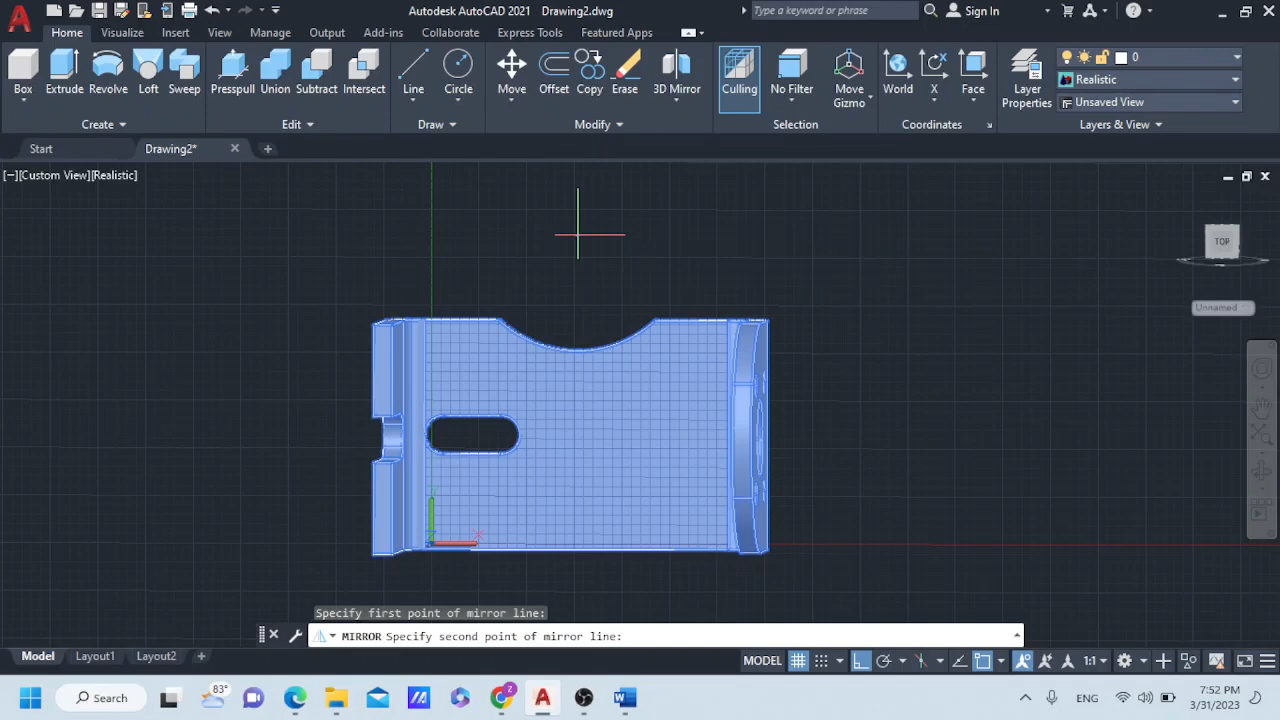 Autodesk AutoCAD 2021 Drawing2.dwg
Type a keyword or phrase
Sign In
Home Visualize Insert View Manage Output Add-ins Collaborate Express Tools Featured Apps
Box Extrude Revolve Loft Sweep
Presspull Union Subtract Intersect
Line Circle
Move Offset Copy Erase 3D Mirror
Culling No Filter Move Gizmo
World X Face
Layer Properties
0
Realistic
Unsaved View
Create Edit Draw Modify Selection Coordinates Layers & View
Start Drawing2*
[−][Custom View][Realistic]
TOP
Unnamed
X
Specify first point of mirror line:
MIRROR Specify second point of mirror line:
Model Layout1 Layout2
MODEL 1:1
83°
Search
ENG
7:52 PM
3/31/2023